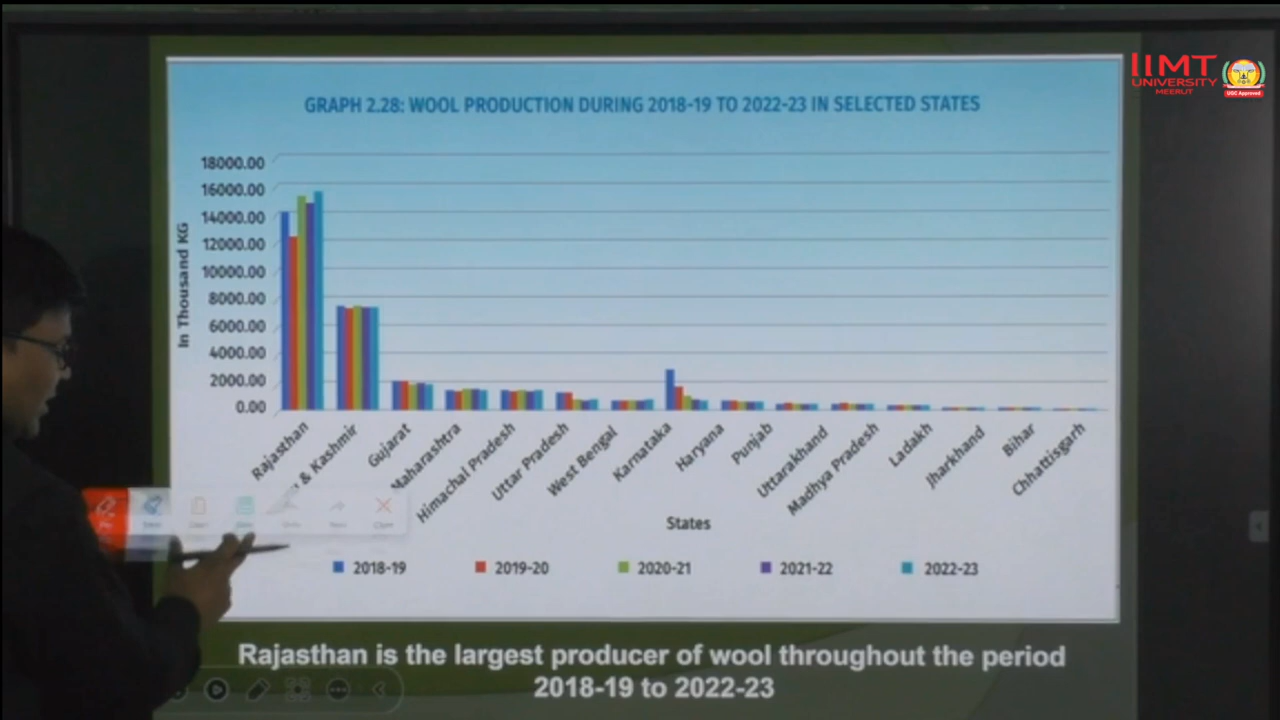 IIMT
UNIVERSITY
MEERUT
UGC Approved
GRAPH 2.28: WOOL PRODUCTION DURING 2018-19 TO 2022-23 IN SELECTED STATES
In Thousand KG
18000.00
16000.00
14000.00
12000.00
10000.00
8000.00
6000.00
4000.00
2000.00
0.00
Rajasthan
& Kashmir
Gujarat
Maharashtra
Himachal Pradesh
Uttar Pradesh
West Bengal
Karnataka
Haryana
Punjab
Uttarakhand
Madhya Pradesh
Ladakh
Jharkhand
Bihar
Chhattisgarh
States
2018-19 2019-20 2020-21 2021-22 2022-23
Rajasthan is the largest producer of wool throughout the period
2018-19 to 2022-23